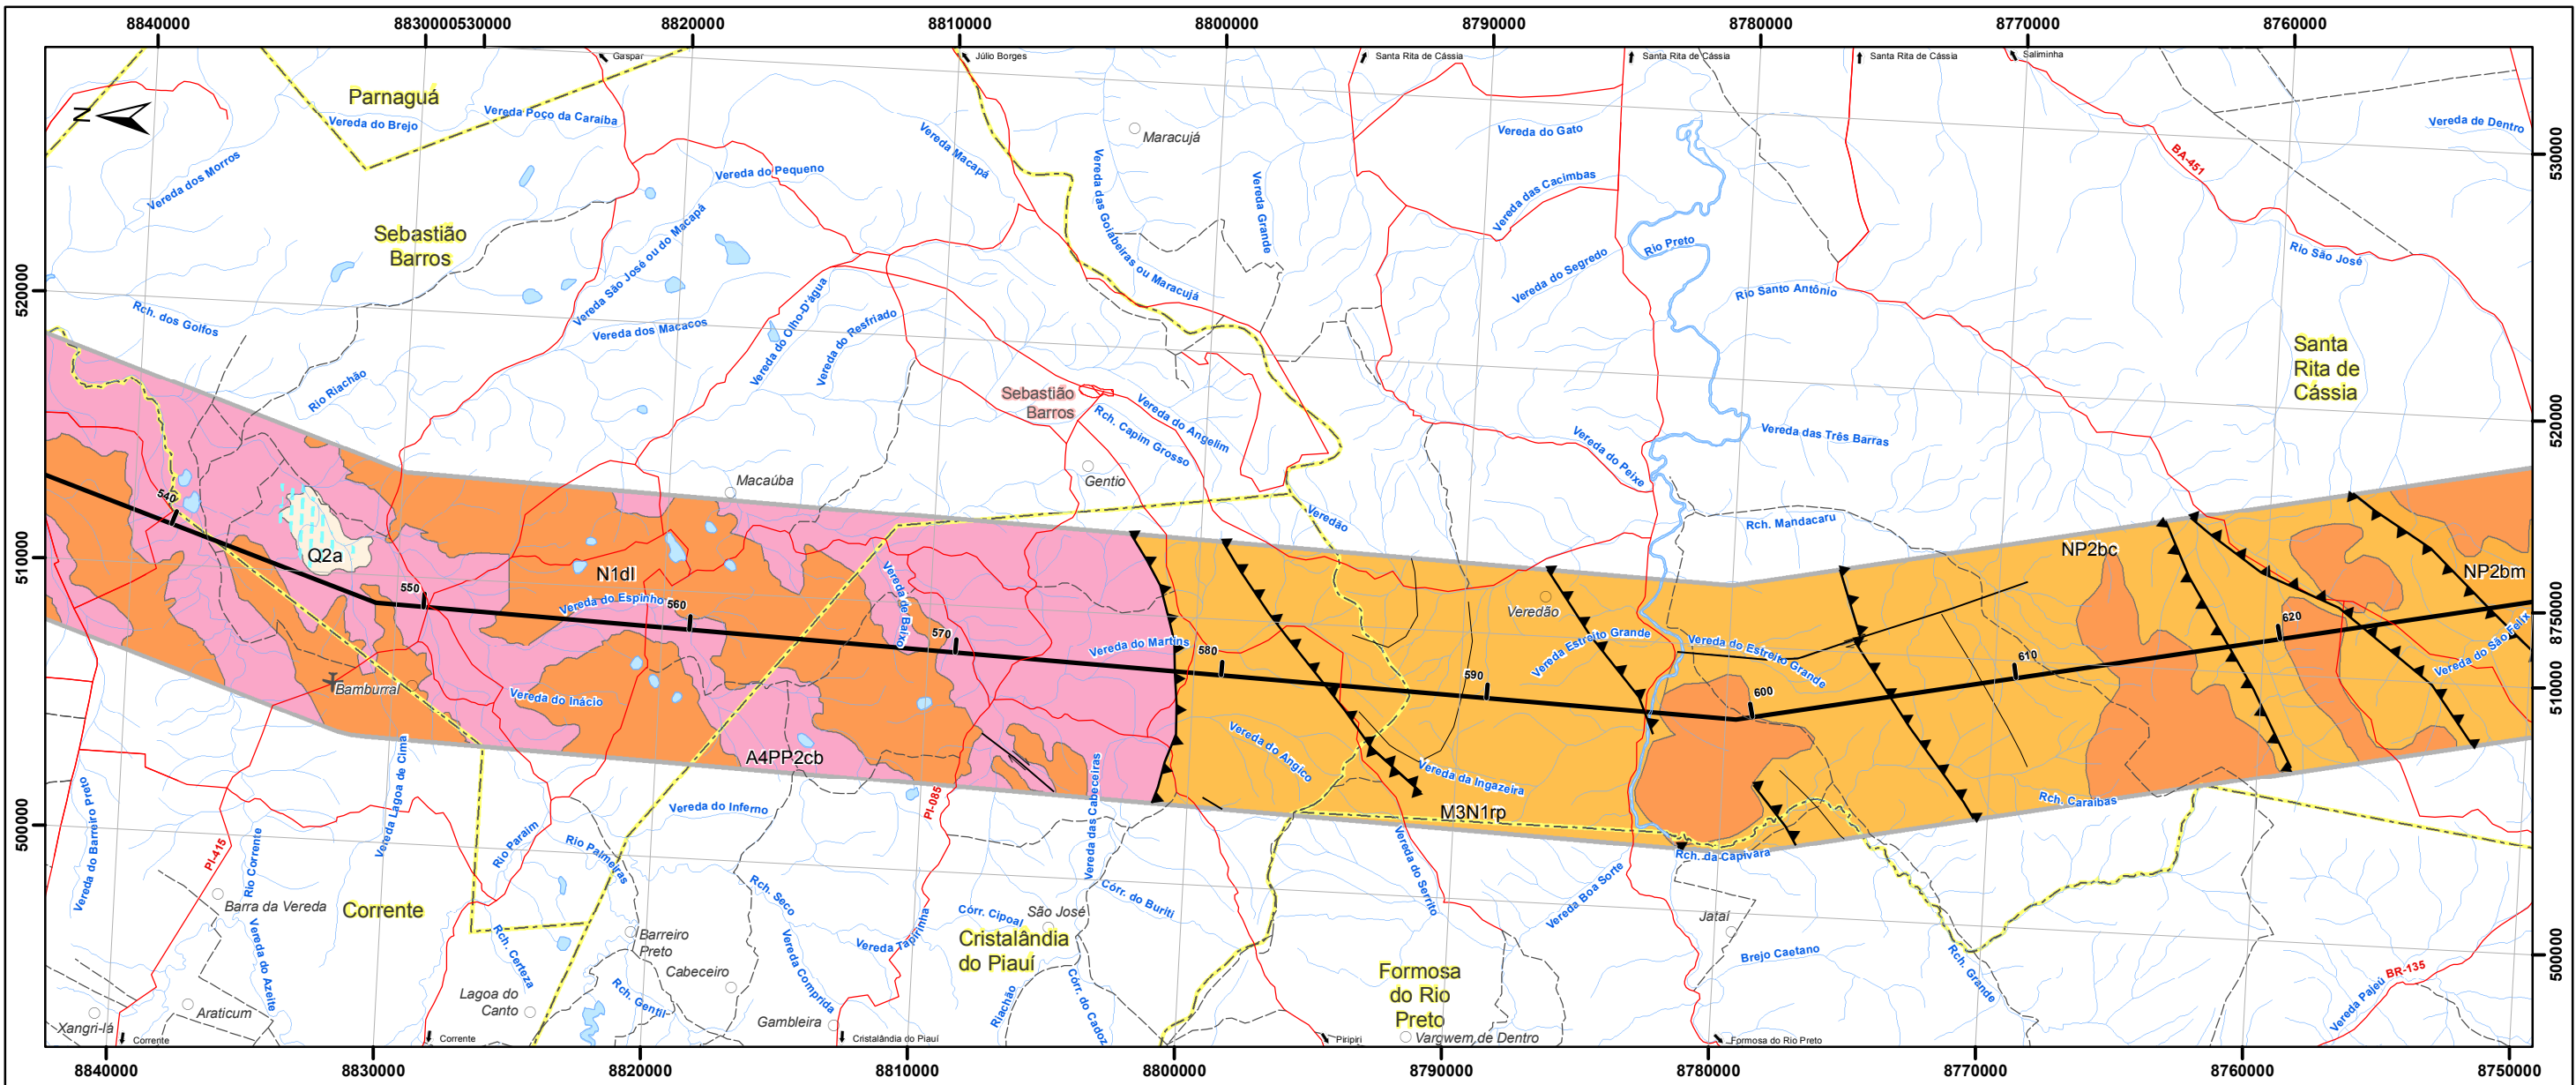 8840000
8830000
530000
8820000
8810000
8800000
8790000
8780000
8770000
8760000
Gaspar
Júlio Borges
Santa Rita de Cássia
Santa Rita de Cássia
Santa Rita de Cássia
Saliminha
Parnaguá
N
Vereda do Brejo
Vereda Poço da Caraíba
Vereda Macapá
Maracujá
Vereda do Gato
Vereda de Dentro
530000
BA-451
Vereda dos Morros
Vereda do Pequeno
Vereda das Goiabeiras ou Maracujá
Vereda Grande
Vereda das Cacimbas
Sebastião
Barros
Vereda São José ou do Macapá
Rio Preto
Rio São José
Vereda do Segredo
Rio Santo Antônio
520000
Rch. dos Golfos
Vereda dos Macacos
Vereda do Olho-D'água
Vereda do Resfriado
Santa
Rita de
Cássia
Rio Riachão
Sebastião
Barros
Rch. Capim Grosso
Vereda do Angelim
Vereda do Peixe
Vereda das Três Barras
520000
Macaúba
Gentio
540
Veredão
Rch. Mandacaru
Q2a
510000
N1dl
NP2bc
NP2bm
550
Vereda do Espinho
560
Vereda de Baixo
570
Vereda do Martins
580
Veredão
Vereda Estreito Grande
Vereda do Estreito Grande
610
620
8750000
Vereda do São Felix
Bamburral
Vereda do Inácio
590
600
510000
A4PP2cb
Vereda do Angico
Vereda da Ingazeira
M3N1rp
Rch. Caraíbas
Vereda Lagoa de Cima
Vereda do Inferno
PI-085
Vereda das Cabeceiras
500000
Vereda do Barreiro Preto
PI-415
Rio Corrente
Rio Paraim
Rio Palmeiras
Rch. da Capivara
Barra da Vereda
Corrente
Rch. Seco
Córr. do Buriti
Vereda do Serrito
Vereda Boa Sorte
Vereda do Azeite
Rch. Certeza
Barreiro
Preto
Vereda Tapirinha
Córr. Cipoal
São José
Jataí
Cristalândia
do Piauí
Brejo Caetano
Rch. Grande
500000
Cabeceiro
Vereda Comprida
Formosa
do Rio
Preto
BR-135
Vereda Pajeú
Xangri-lá
Araticum
Lagoa do
Canto
Rch. Gentil
Gambleira
Riachão
Córr. do Cadoz
Vargwem de Dentro
Corrente
Corrente
Cristalândia do Piauí
Piripiri
Formosa do Rio Preto
8840000
8830000
8820000
8810000
8800000
8790000
8780000
8770000
8760000
8750000